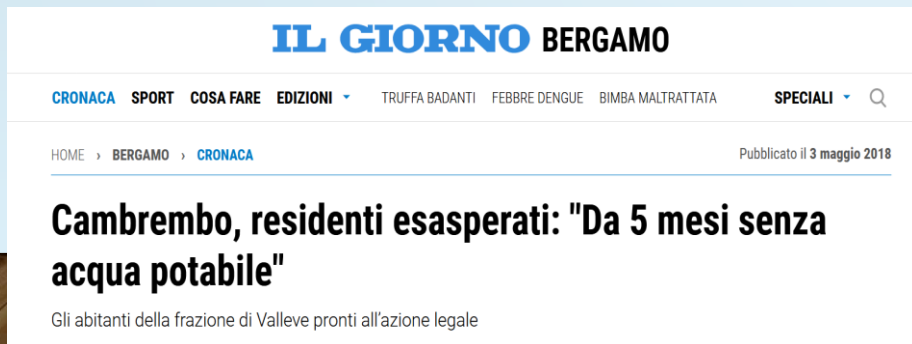 IL GIORNO BERGAMO
CRONACA SPORT COSA FARE EDIZIONI TRUFFA BADANTI FEBBRE DENGUE BIMBA MALTRATTATA SPECIALI
HOME › BERGAMO › CRONACA Pubblicato il 3 maggio 2018
Cambrembo, residenti esasperati: "Da 5 mesi senza
acqua potabile"
Gli abitanti della frazione di Valleve pronti all’azione legale